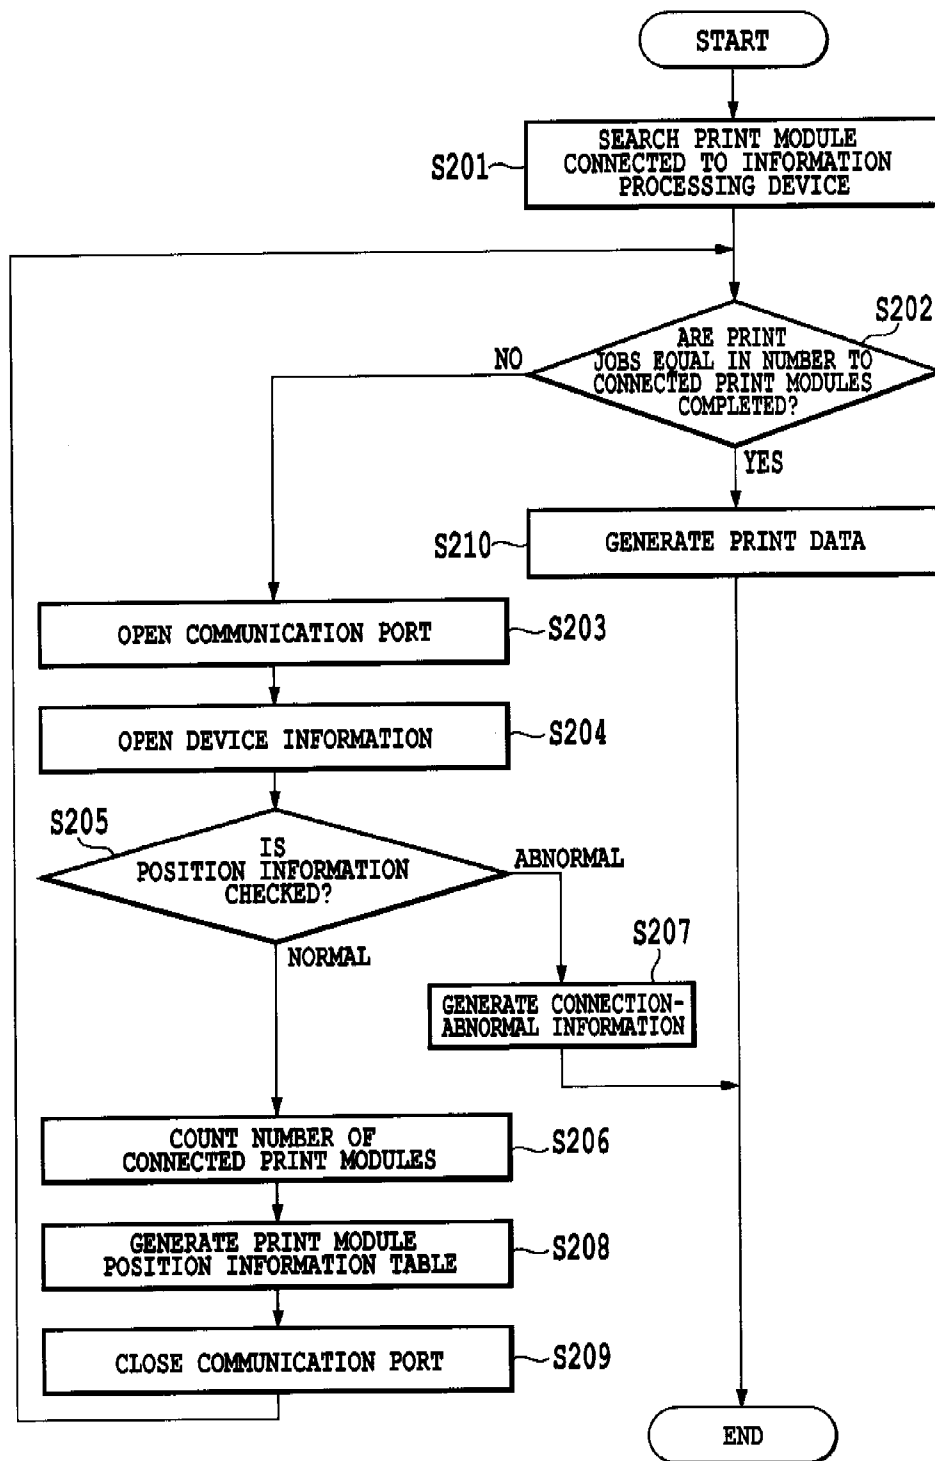 START
S201
SEARCH PRINT MODULE
CONNECTED TO INFORMATION
PROCESSING DEVICE
S202
ARE PRINT
JOBS EQUAL IN NUMBER TO
CONNECTED PRINT MODULES
COMPLETED?
NO
YES
S210
GENERATE PRINT DATA
OPEN COMMUNICATION PORT
S203
OPEN DEVICE INFORMATION
S204
S205
IS
POSITION INFORMATION
CHECKED?
ABNORMAL
NORMAL
S207
GENERATE CONNECTION-
ABNORMAL INFORMATION
COUNT NUMBER OF
CONNECTED PRINT MODULES
S206
GENERATE PRINT MODULE
POSITION INFORMATION TABLE
S208
CLOSE COMMUNICATION PORT
S209
END